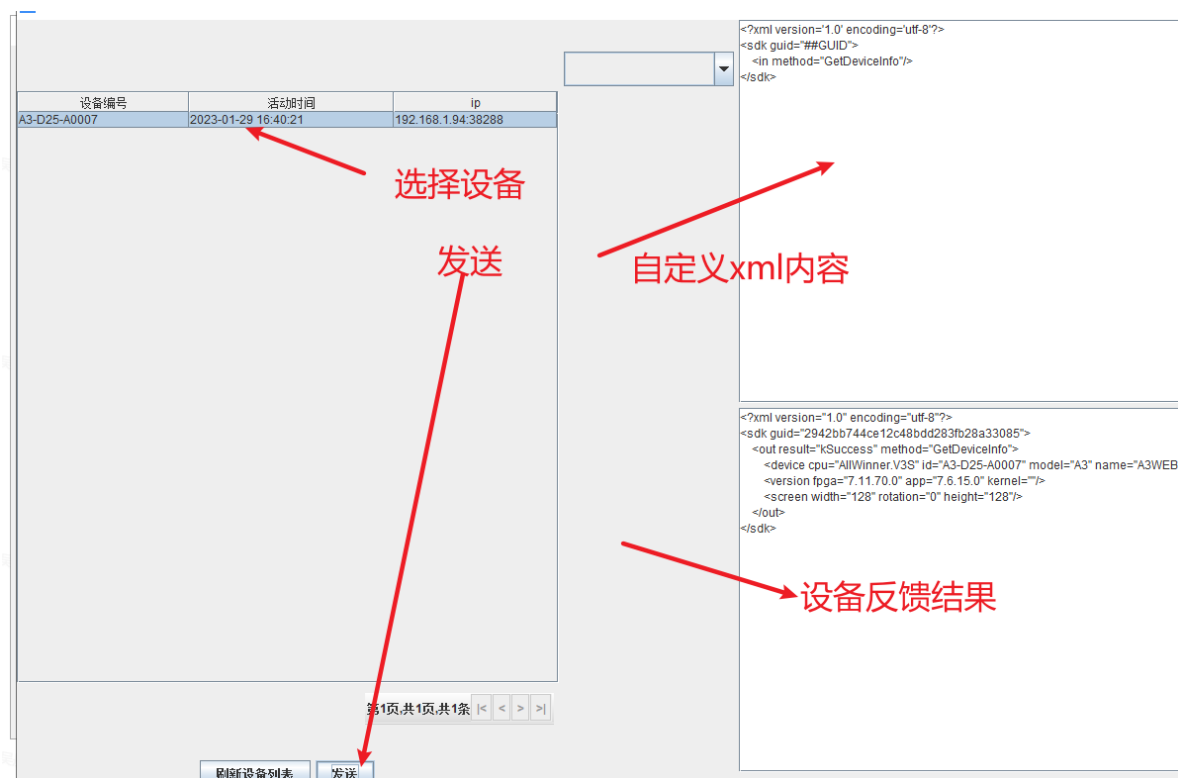 <?xml version='1.0' encoding='utf-8'?>
<sdk guid="##GUID">
<in method="GetDeviceInfo"/>
</sdk>
设备编号 活动时间 ip
A3-D25-A0007 2023-01-29 16:40:21 192.168.1.94:38288
选择设备
发送
自定义xml内容
<?xml version="1.0" encoding="utf-8"?>
<sdk guid="2942bb744ce12c48bdd283fb28a33085">
<out result="kSuccess" method="GetDeviceInfo">
<device cpu="AllWinner.V3S" id="A3-D25-A0007" model="A3" name="A3WEB
<version fpga="7.11.70.0" app="7.6.15.0" kernel=""/>
<screen width="128" rotation="0" height="128"/>
</out>
</sdk>
设备反馈结果
第1页,共1页,共1条 |< < > >|
刷新设备列表 发送